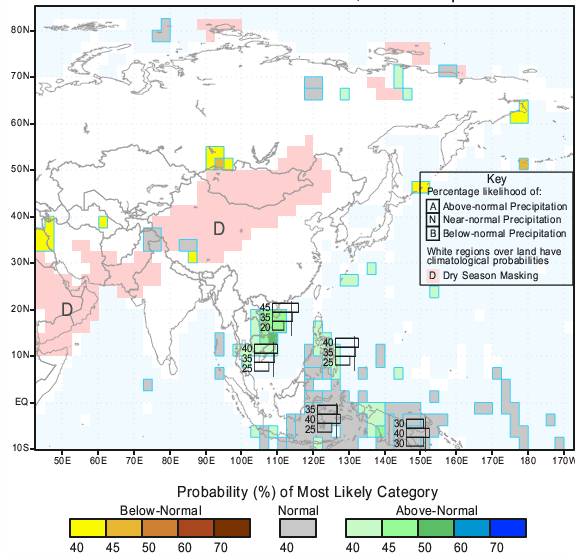 80N
70N
60N
50N
40N
30N
20N
10N
EQ
10S
50E 60E 70E 80E 90E 100E 110E 120E 130E 140E 150E 160E 170E 180 170W
Key
Percentage likelihood of:
A Above-normal Precipitation
N Near-normal Precipitation
B Below-normal Precipitation
White regions over land have
climatological probabilities
D Dry Season Masking
D
D
45
35
20
40
35
25
40
35
25
35
40
25
30
40
30
Probability (%) of Most Likely Category
Below-Normal Normal Above-Normal
40 45 50 60 70 40 40 45 50 60 70